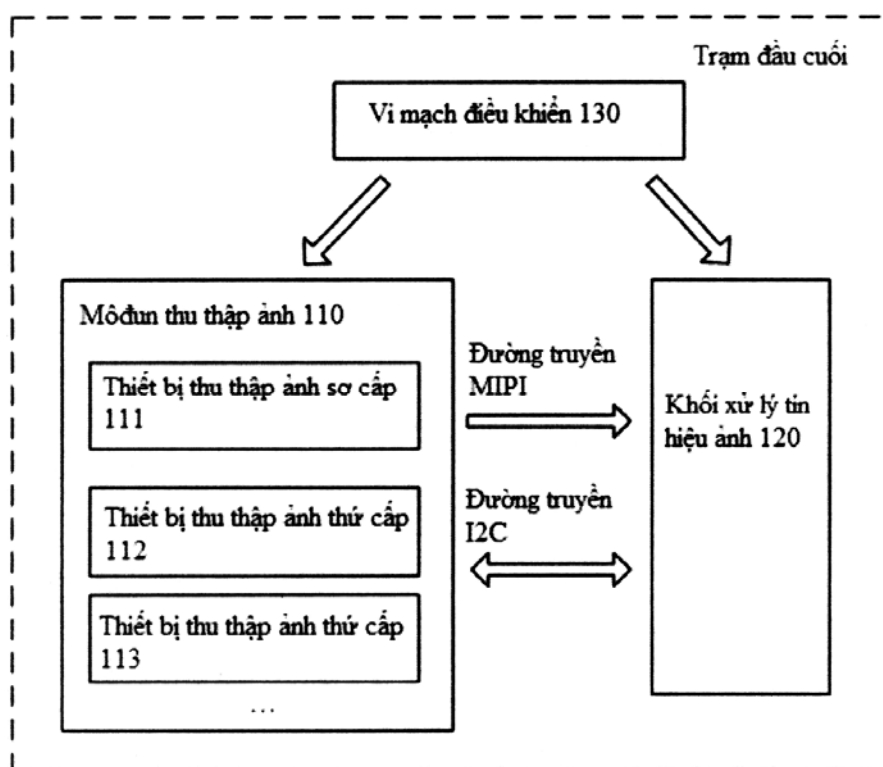 Trạm đầu cuối
Vi mạch điều khiển 130
Môđun thu thập ảnh 110
Thiết bị thu thập ảnh sơ cấp
111
Thiết bị thu thập ảnh thứ cấp
112
Thiết bị thu thập ảnh thứ cấp
113
...
Đường truyền
MIPI
Đường truyền
I2C
Khối xử lý tin
hiệu ảnh 120